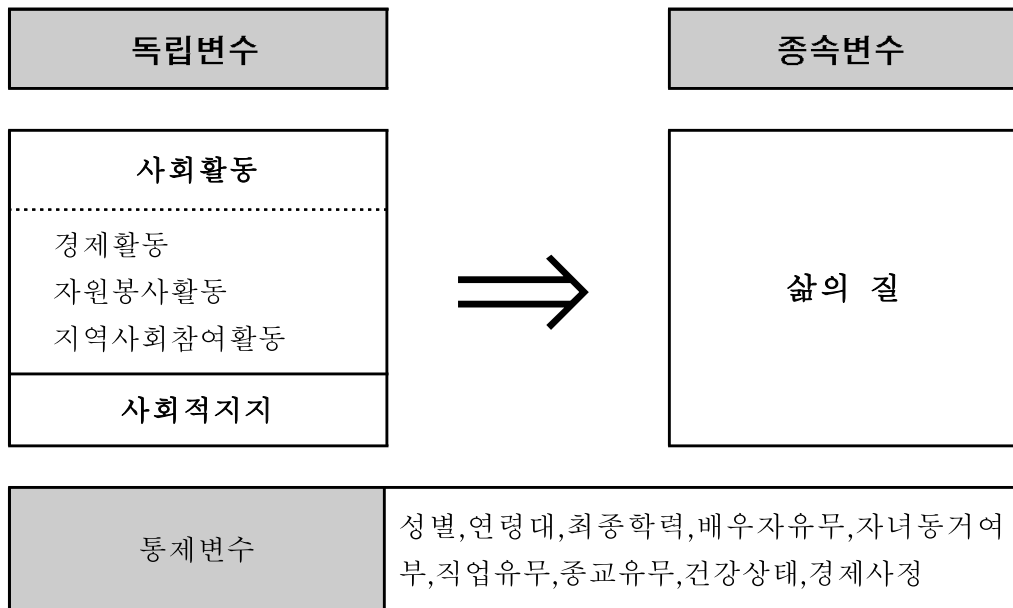 독립변수
종속변수
사회활동
경제활동
자원봉사활동
지역사회참여활동
사회적지지
삶의 질
통제변수
성별,연령대,최종학력,배우자유무,자녀동거여
부,직업유무,종교유무,건강상태,경제사정